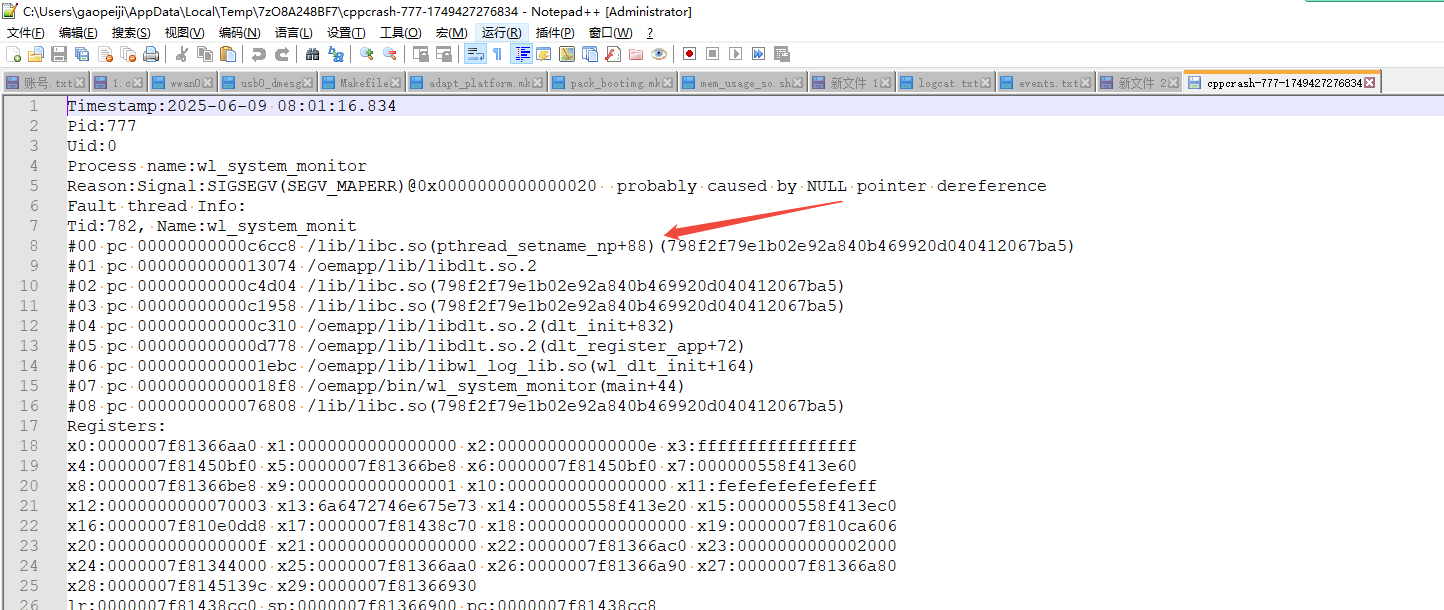 C:\Users\gaopeiji\AppData\Local\Temp\7zO8A248BF7\cppcrash-777-1749427276834 - Notepad++ [Administrator]
文件(F) 编辑(E) 搜索(S) 视图(V) 编码(N) 语言(L) 设置(T) 工具(O) 宏(M) 运行(R) 插件(P) 窗口(W) ?
账号.txt 1.c wwan0 usb0_dmesg Makefile adapt_platform.mk pack_booting.mk mem_usage_so.sh 新文件 1 logcat.txt events.txt 新文件 2 cppcrash-777-1749427276834
1 Timestamp:2025-06-09 08:01:16.834
2 Pid:777
3 Uid:0
4 Process name:wl_system_monitor
5 Reason:Signal:SIGSEGV(SEGV_MAPERR)@0x0000000000000020  probably caused by NULL pointer dereference
6 Fault thread Info:
7 Tid:782, Name:wl_system_monit
8 #00 pc 00000000000c6cc8 /lib/libc.so(pthread_setname_np+88)(798f2f79e1b02e92a840b469920d040412067ba5)
9 #01 pc 0000000000013074 /oemapp/lib/libdlt.so.2
10 #02 pc 00000000000c4d04 /lib/libc.so(798f2f79e1b02e92a840b469920d040412067ba5)
11 #03 pc 00000000000c1958 /lib/libc.so(798f2f79e1b02e92a840b469920d040412067ba5)
12 #04 pc 000000000000c310 /oemapp/lib/libdlt.so.2(dlt_init+832)
13 #05 pc 000000000000d778 /oemapp/lib/libdlt.so.2(dlt_register_app+72)
14 #06 pc 0000000000001ebc /oemapp/lib/libwl_log_lib.so(wl_dlt_init+164)
15 #07 pc 00000000000018f8 /oemapp/bin/wl_system_monitor(main+44)
16 #08 pc 0000000000076808 /lib/libc.so(798f2f79e1b02e92a840b469920d040412067ba5)
17 Registers:
18 x0:0000007f81366aa0 x1:0000000000000000 x2:000000000000000e x3:ffffffffffffffff
19 x4:0000007f81450bf0 x5:0000007f81366be8 x6:0000007f81450bf0 x7:000000558f413e60
20 x8:0000007f81366be8 x9:0000000000000001 x10:0000000000000000 x11:fefefefefefefeff
21 x12:0000000000070003 x13:6a6472746e675e73 x14:000000558f413e20 x15:000000558f413ec0
22 x16:0000007f810e0dd8 x17:0000007f81438c70 x18:0000000000000000 x19:0000007f810ca606
23 x20:000000000000000f x21:0000000000000000 x22:0000007f81366ac0 x23:0000000000002000
24 x24:0000007f81344000 x25:0000007f81366aa0 x26:0000007f81366a90 x27:0000007f81366a80
25 x28:0000007f8145139c x29:0000007f81366930
26 lr:0000007f81438cc0 sp:0000007f81366900 pc:0000007f81438cc8